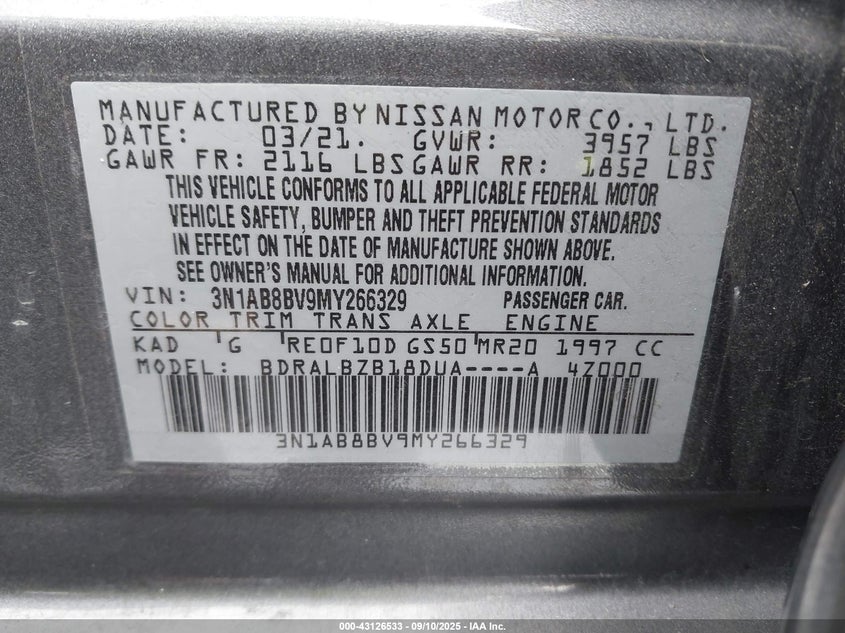 MANUFACTURED BY NISSAN MOTOR CO., LTD.
DATE: 03/21. GVWR: 3957 LBS
GAWR FR: 2116 LBS GAWR RR: 1852 LBS
THIS VEHICLE CONFORMS TO ALL APPLICABLE FEDERAL MOTOR
VEHICLE SAFETY, BUMPER AND THEFT PREVENTION STANDARDS
IN EFFECT ON THE DATE OF MANUFACTURE SHOWN ABOVE.
SEE OWNER'S MANUAL FOR ADDITIONAL INFORMATION.
VIN: 3N1AB8BV9MY266329 PASSENGER CAR.
COLOR TRIM TRANS AXLE ENGINE
KAD G RE0F10D GS50 MR20 1997 CC
MODEL: BDRALBZB18DUA----A 4Z000
3N1AB8BV9MY266329
000-43126533 - 09/10/2025 - IAA Inc.